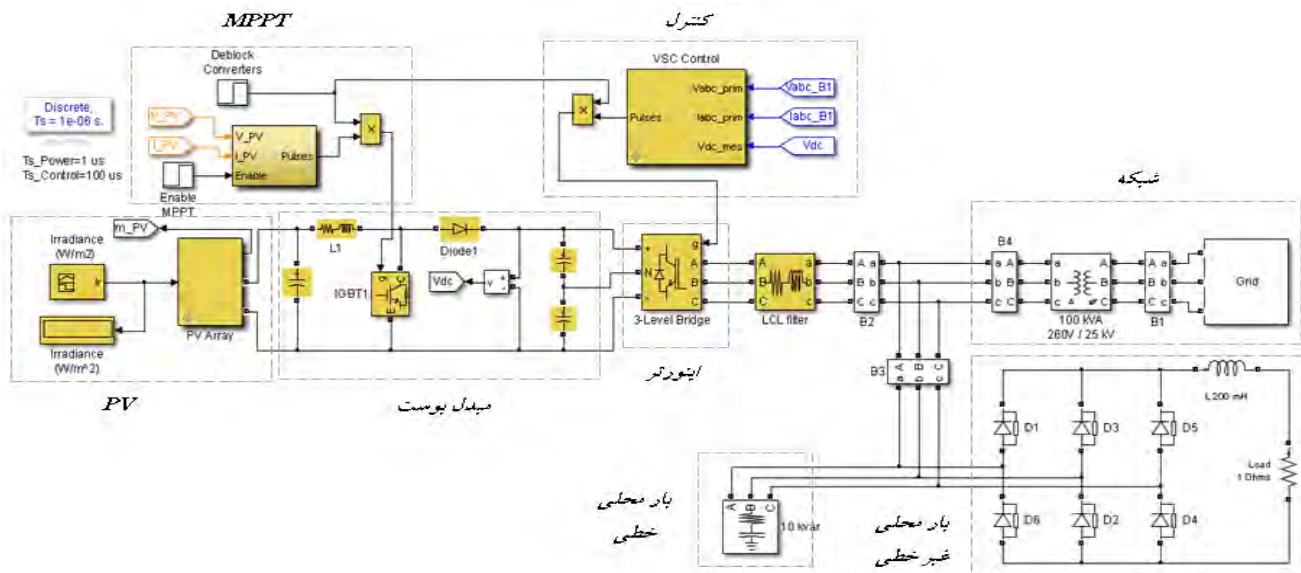 MPPT
کنترل
Deblock
Converters
VSC Control
Discrete,
Ts = 1e-06 s.
Ts_Power=1 us
Ts_Control=100 us
V_PV
I_PV
V_PV
I_PV
Enable
Pulses
×
Enable
MPPT
×
Pulses
Vabc_prim
Iabc_prim
Vdc_mes
Vabc_B1
Iabc_B1
Vdc
شبکه
Irradiance
(W/m2)
Irradiance
(W/m^2)
m_PV
PV Array
PV
L1
g
C
E
IGBT1
Diode1
Vdc
v
+
-
مبدل بوست
+
N
-
g
A
B
C
3-Level Bridge
اینورتر
A
B
C
a
b
c
LCL filter
A a
B b
C c
B2
B4
a A
b B
c C
a
b
c
A
B
C
100 kVA
260V / 25 kV
A a
B b
C c
B1
Grid
B3
A B C
a b c
L 200 mH
D1
D3
D5
Load
1 Ohms
D6
D2
D4
A B C
10 kvar
بار محلی
خطی
بار محلی
غیر خطی